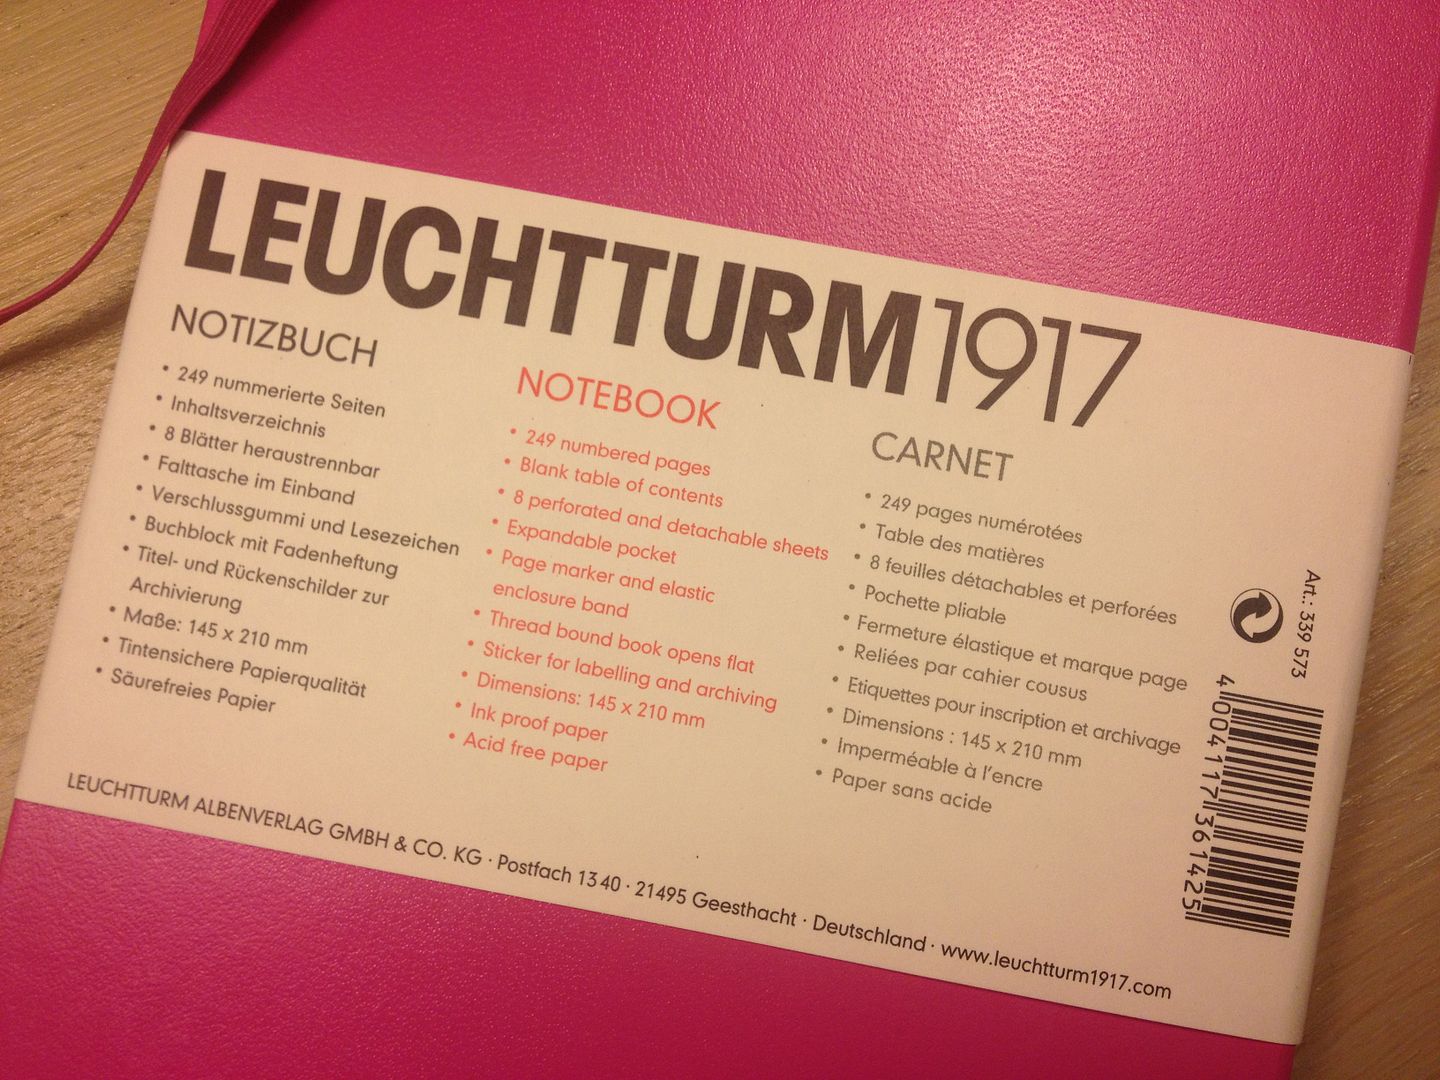 LEUCHTTURM1917
NOTIZBUCH
• 249 nummerierte Seiten
• Inhaltsverzeichnis
• 8 Blätter heraustrennbar
• Falttasche im Einband
• Verschlussgummi und Lesezeichen
• Buchblock mit Fadenheftung
• Titel- und Rückenschilder zur
Archivierung
• Maße: 145 x 210 mm
• Tintensichere Papierqualität
• Säurefreies Papier
NOTEBOOK
• 249 numbered pages
• Blank table of contents
• 8 perforated and detachable sheets
• Expandable pocket
• Page marker and elastic
enclosure band
• Thread bound book opens flat
• Sticker for labelling and archiving
• Dimensions: 145 x 210 mm
• Ink proof paper
• Acid free paper
CARNET
• 249 pages numérotées
• Table des matières
• 8 feuilles détachables et perforées
• Pochette pliable
• Fermeture élastique et marque page
• Reliées par cahier cousus
• Etiquettes pour inscription et archivage
• Dimensions : 145 x 210 mm
• Imperméable à l'encre
• Paper sans acide
Art.: 339 573
4 004117 361425
LEUCHTTURM ALBENVERLAG GMBH & CO. KG · Postfach 13 40 · 21495 Geesthacht · Deutschland · www.leuchtturm1917.com